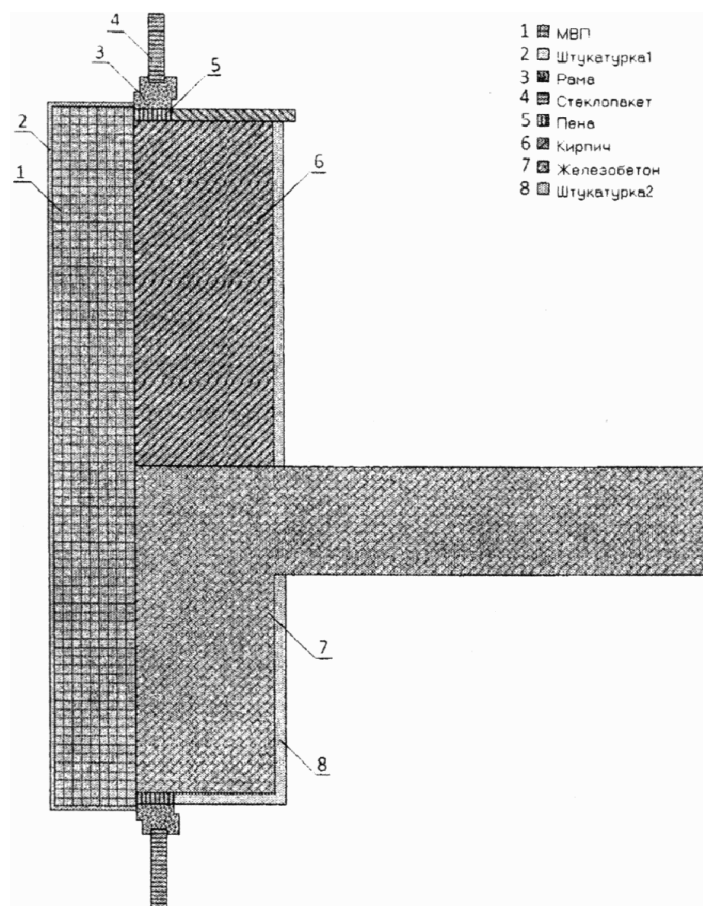 4
3
5
2
1
6
7
8
1 МВП
2 Штукатурка1
3 Рама
4 Стеклопакет
5 Пена
6 Кирпич
7 Железобетон
8 Штукатурка2